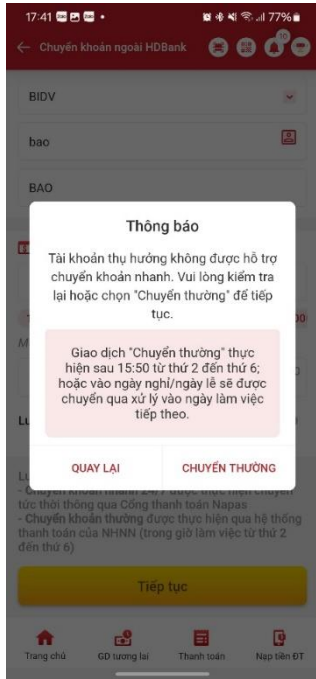 17:41
77%
Chuyển khoản ngoài HDBank
10
BIDV
bao
BAO
Thông báo
Tài khoản thụ hưởng không được hỗ trợ
chuyển khoản nhanh. Vui lòng kiểm tra
lại hoặc chọn "Chuyển thường" để tiếp
tục.
Giao dịch "Chuyển thường" thực
hiện sau 15:50 từ thứ 2 đến thứ 6;
hoặc vào ngày nghỉ/ngày lễ sẽ được
chuyển qua xử lý vào ngày làm việc
tiếp theo.
QUAY LẠI
CHUYỂN THƯỜNG
- Chuyển khoản nhanh 24/7 được thực hiện chuyển
tức thời thông qua Cổng thanh toán Napas
- Chuyển khoản thường được thực hiện qua hệ thống
thanh toán của NHNN (trong giờ làm việc từ thứ 2
đến thứ 6)
Tiếp tục
Trang chủ
GD tương lai
Thanh toán
Nạp tiền ĐT